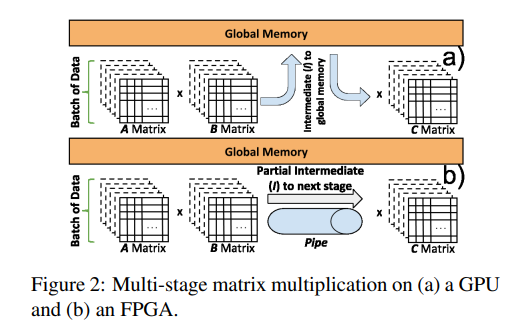 Global Memory
a)
Batch of Data
x
Intermediate (I) to
global memory
x
...
...
...
A Matrix
B Matrix
C Matrix
Global Memory
b)
Partial Intermediate
(I) to next stage
Batch of Data
x
x
...
...
...
Pipe
A Matrix
B Matrix
C Matrix
Figure 2: Multi-stage matrix multiplication on (a) a GPU
and (b) an FPGA.